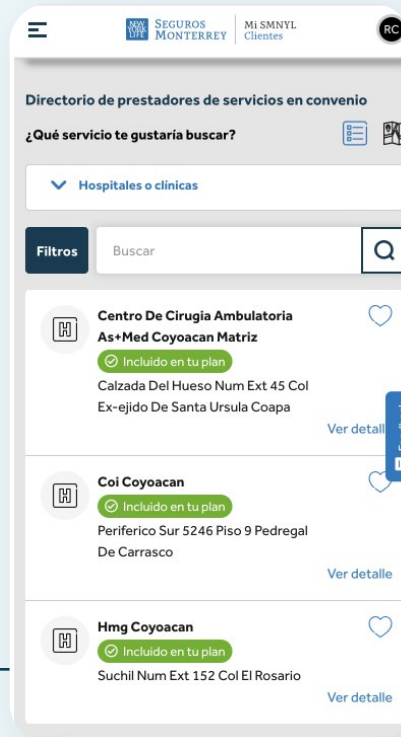 NEW
YORK
LIFE
SEGUROS
MONTERREY
Mi SMNYL
Clientes
RC
Directorio de prestadores de servicios en convenio
¿Qué servicio te gustaría buscar?
Hospitales o clínicas
Filtros
Buscar
Centro De Cirugia Ambulatoria
As+Med Coyoacan Matriz
Incluido en tu plan
Calzada Del Hueso Num Ext 45 Col
Ex-ejido De Santa Ursula Coapa
Ver detall
Coi Coyoacan
Incluido en tu plan
Periferico Sur 5246 Piso 9 Pedregal
De Carrasco
Ver detalle
Hmg Coyoacan
Incluido en tu plan
Suchil Num Ext 152 Col El Rosario
Ver detalle